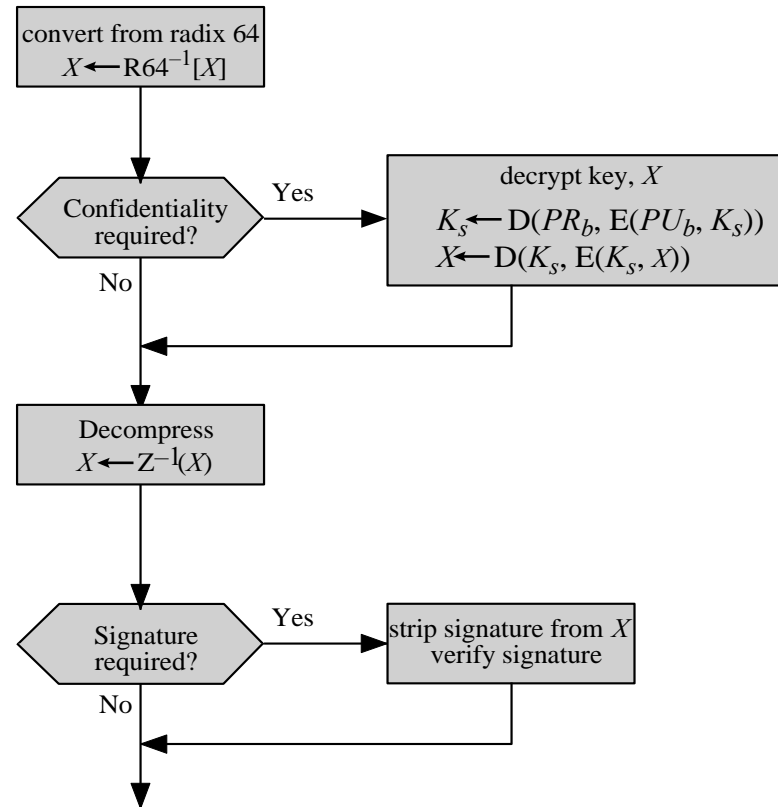 convert from radix 64
X ← R64⁻¹[X]
Confidentiality
required?
Yes
No
decrypt key, X
Kₛ ← D(PR_b, E(PU_b, Kₛ))
X ← D(Kₛ, E(Kₛ, X))
Decompress
X ← Z⁻¹(X)
Signature
required?
Yes
No
strip signature from X
verify signature